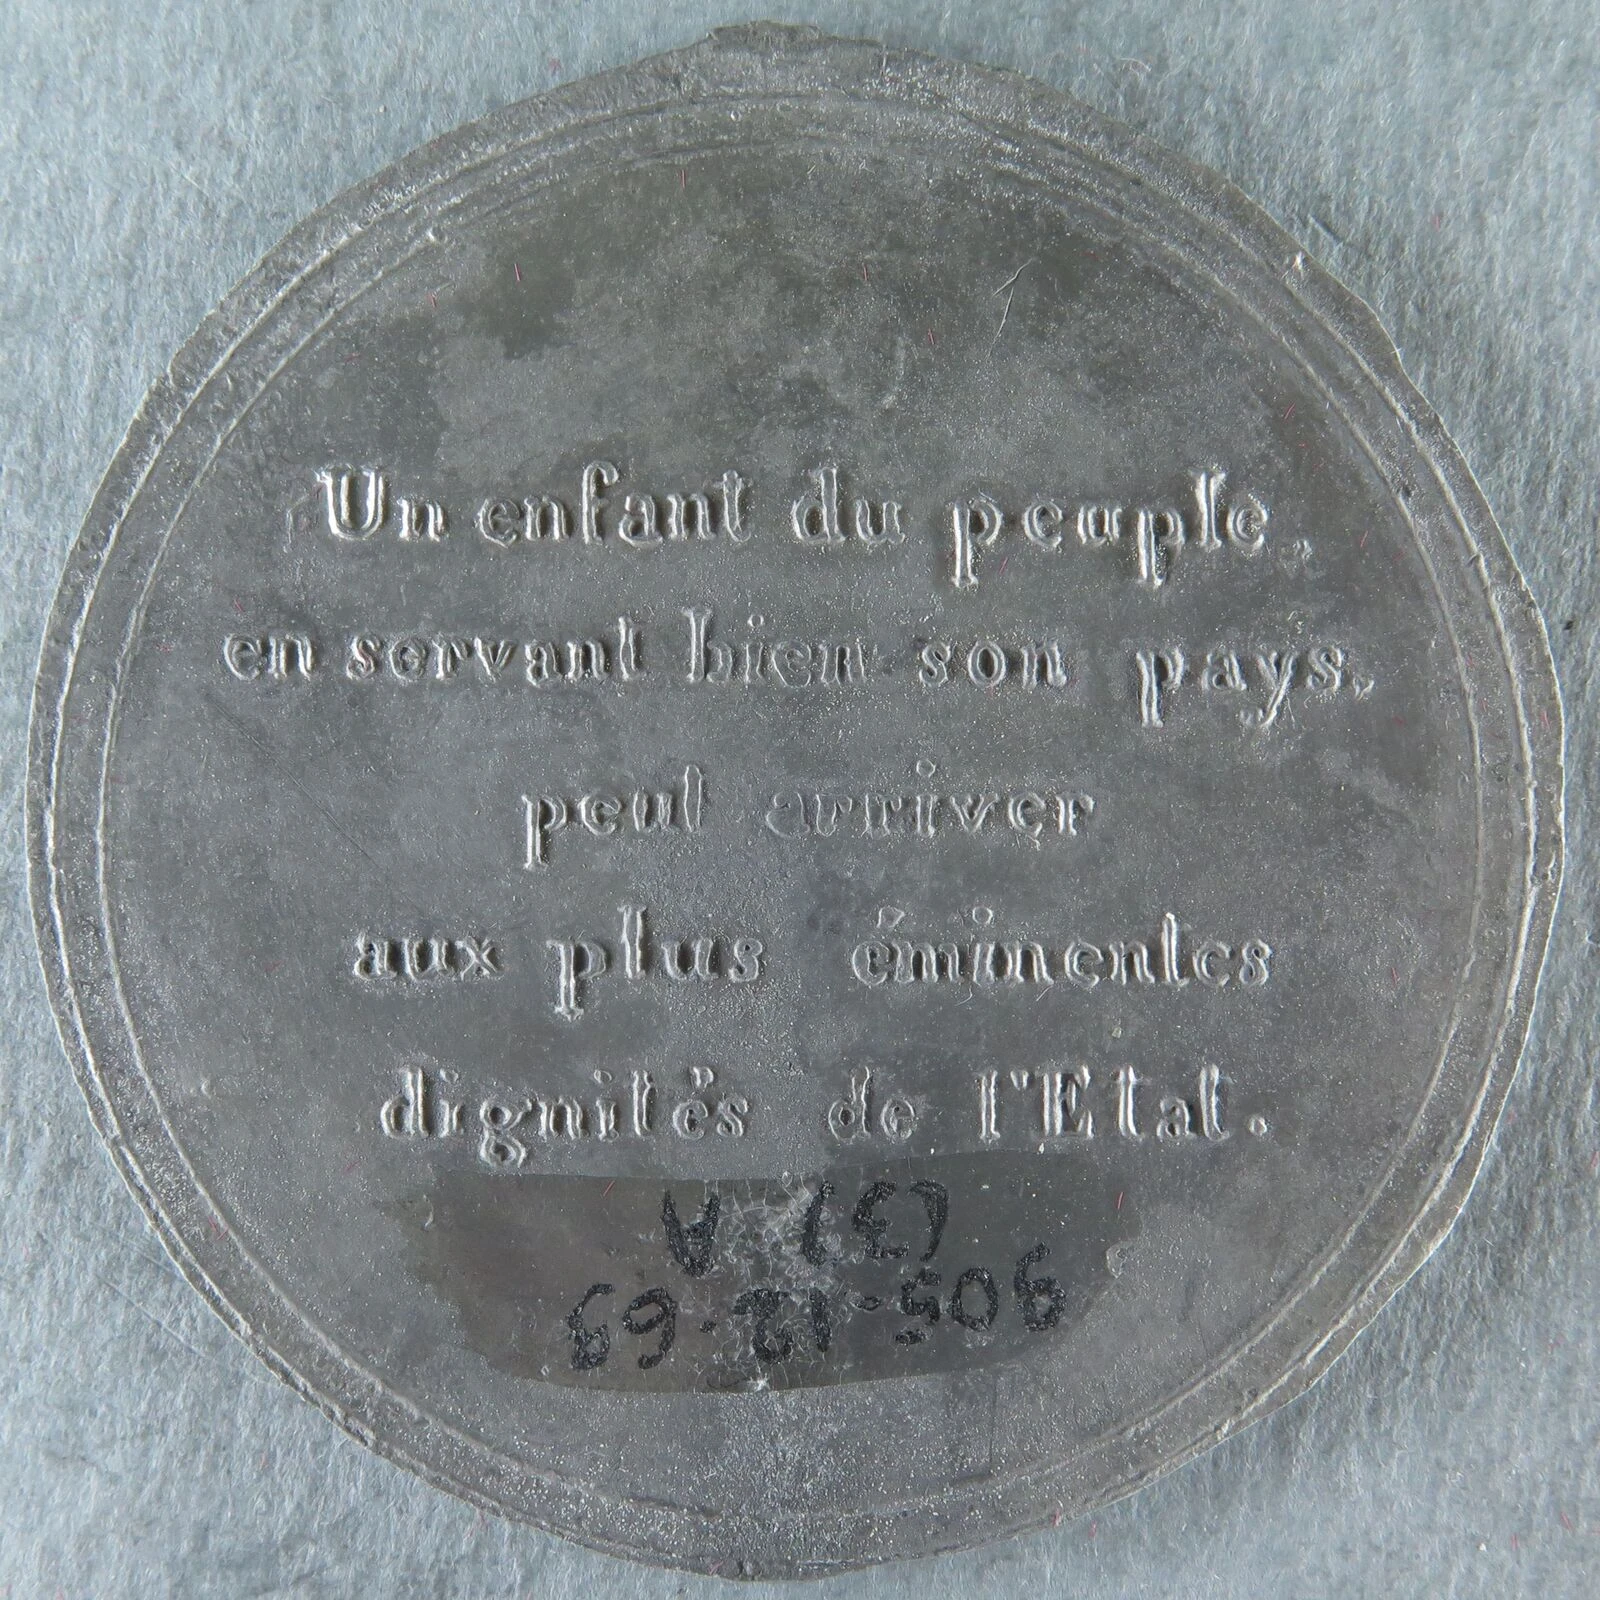 Un enfant du peuple,
en servant bien son pays,
peut arriver
aux plus éminentes
dignités de l'Etat.
905.12.69
A (3)